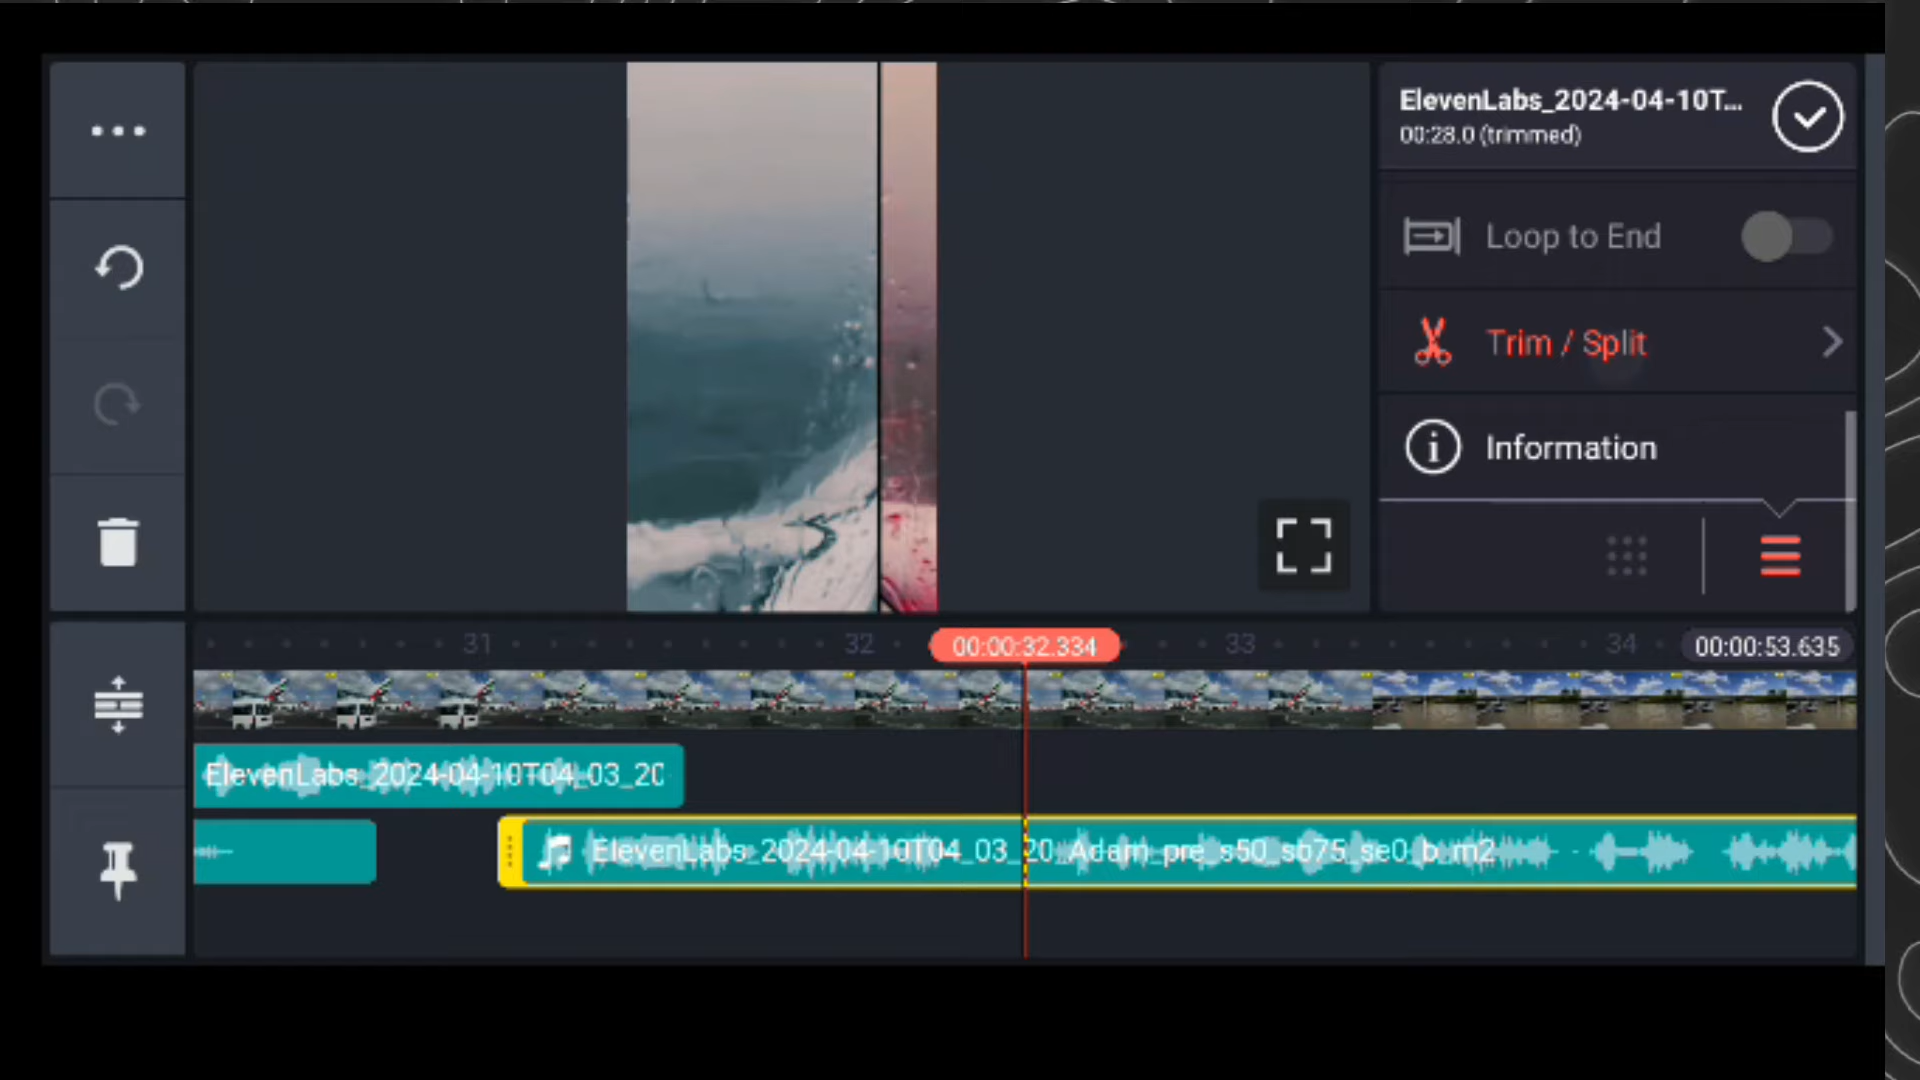 ElevenLabs_2024-04-10T...
00:28.0 (trimmed)
Loop to End
Trim / Split
Information
31
32
00:00:32.334
33
34
00:00:53.635
ElevenLabs_2024-04-10T04_03_20
ElevenLabs_2024-04-10T04_03_20_Adam_pre_s50_sb75_se0_b_m2